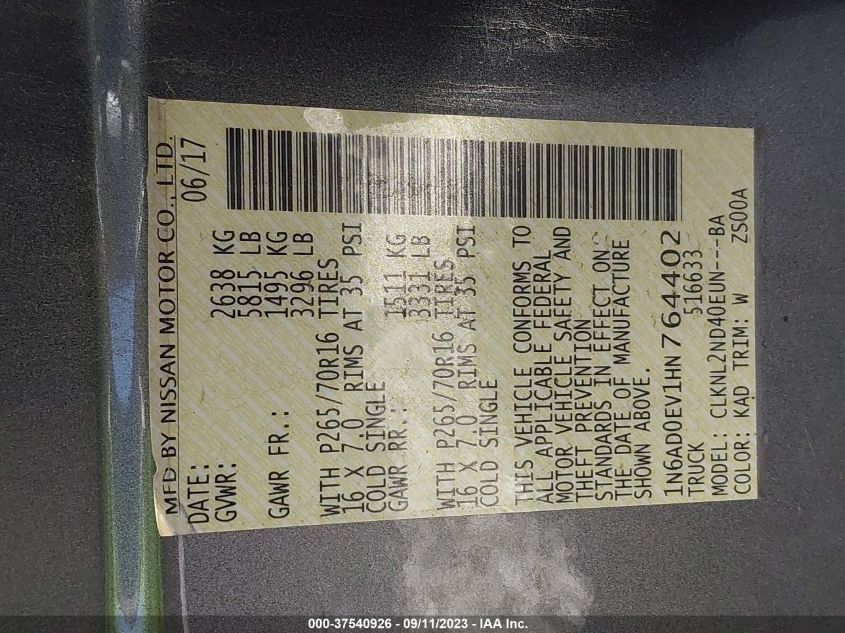 MFD BY NISSAN MOTOR CO., LTD.
DATE: 06/17
GVWR: 2638 KG
5815 LB
GAWR FR.: 1495 KG
3296 LB
WITH P265/70R16 TIRES
16 X 7.0 RIMS AT 35 PSI
COLD SINGLE
GAWR RR.: 1511 KG
3331 LB
WITH P265/70R16 TIRES
16 X 7.0 RIMS AT 35 PSI
COLD SINGLE
THIS VEHICLE CONFORMS TO
ALL APPLICABLE FEDERAL
MOTOR VEHICLE SAFETY AND
THEFT PREVENTION
STANDARDS IN EFFECT ON
THE DATE OF MANUFACTURE
SHOWN ABOVE.
1N6AD0EV1HN764402
TRUCK 516633
MODEL: CLKNL2ND40EUN---BA
COLOR: KAD TRIM: W ZS00A
000-37540926 - 09/11/2023 - IAA Inc.